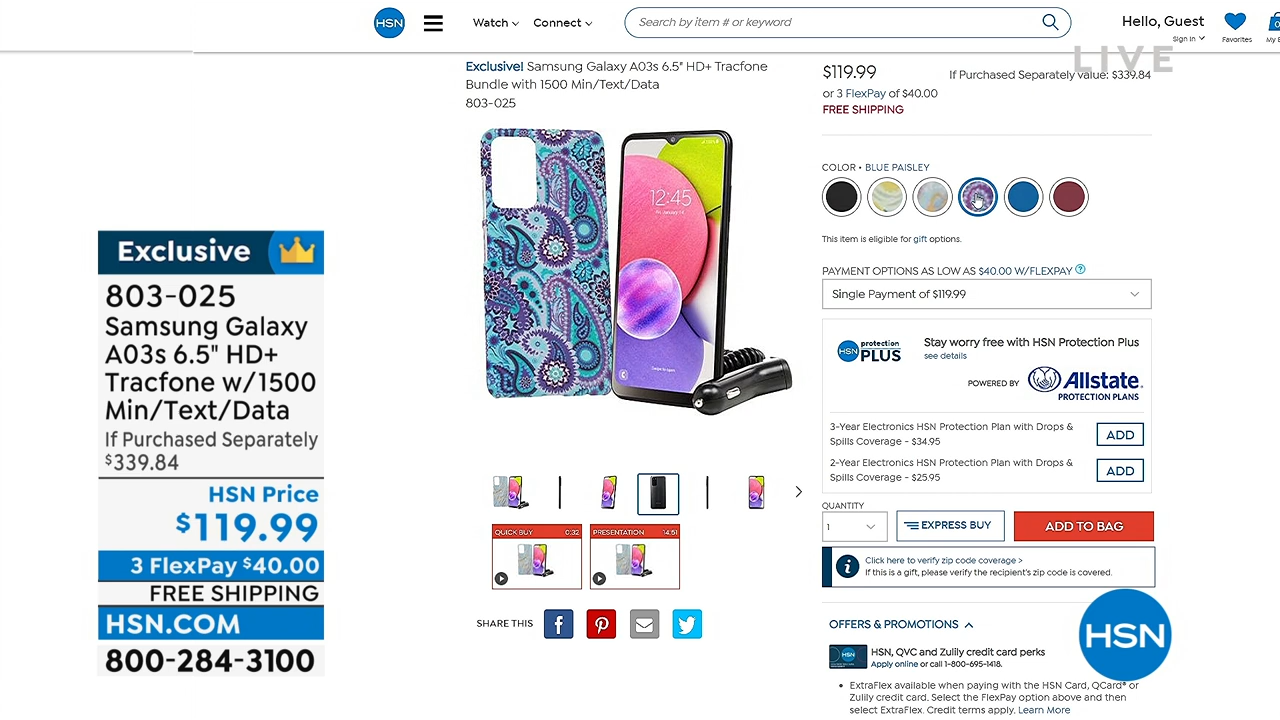 HSN
Watch
Connect
Search by item # or keyword
Hello, Guest
Sign In
Favorites
0
LIVE
Exclusive! Samsung Galaxy A03s 6.5" HD+ Tracfone
Bundle with 1500 Min/Text/Data
803-025
12:45
$119.99
If Purchased Separately value: $339.84
or 3 FlexPay of $40.00
FREE SHIPPING
COLOR • BLUE PAISLEY
This item is eligible for gift options.
PAYMENT OPTIONS AS LOW AS $40.00 W/FLEXPAY ?
Single Payment of $119.99
HSN protection PLUS
Stay worry free with HSN Protection Plus
see details
POWERED BY Allstate.
PROTECTION PLANS
3-Year Electronics HSN Protection Plan with Drops &
Spills Coverage - $34.95
ADD
2-Year Electronics HSN Protection Plan with Drops &
Spills Coverage - $25.95
ADD
QUANTITY
1
EXPRESS BUY
ADD TO BAG
Click here to verify zip code coverage >
If this is a gift, please verify the recipient's zip code is covered.
OFFERS & PROMOTIONS
HSN
HSN, QVC and Zulily credit card perks
Apply online or call 1-800-695-1418.
• ExtraFlex available when paying with the HSN Card, QCard® or
Zulily credit card. Select the FlexPay option above and then
select ExtraFlex. Credit terms apply. Learn More
QUICK BUY 0:32
PRESENTATION 14:51
SHARE THIS
Exclusive
803-025
Samsung Galaxy
A03s 6.5" HD+
Tracfone w/1500
Min/Text/Data
If Purchased Separately
$339.84
HSN Price
$119.99
3 FlexPay $40.00
FREE SHIPPING
HSN.COM
800-284-3100
HSN